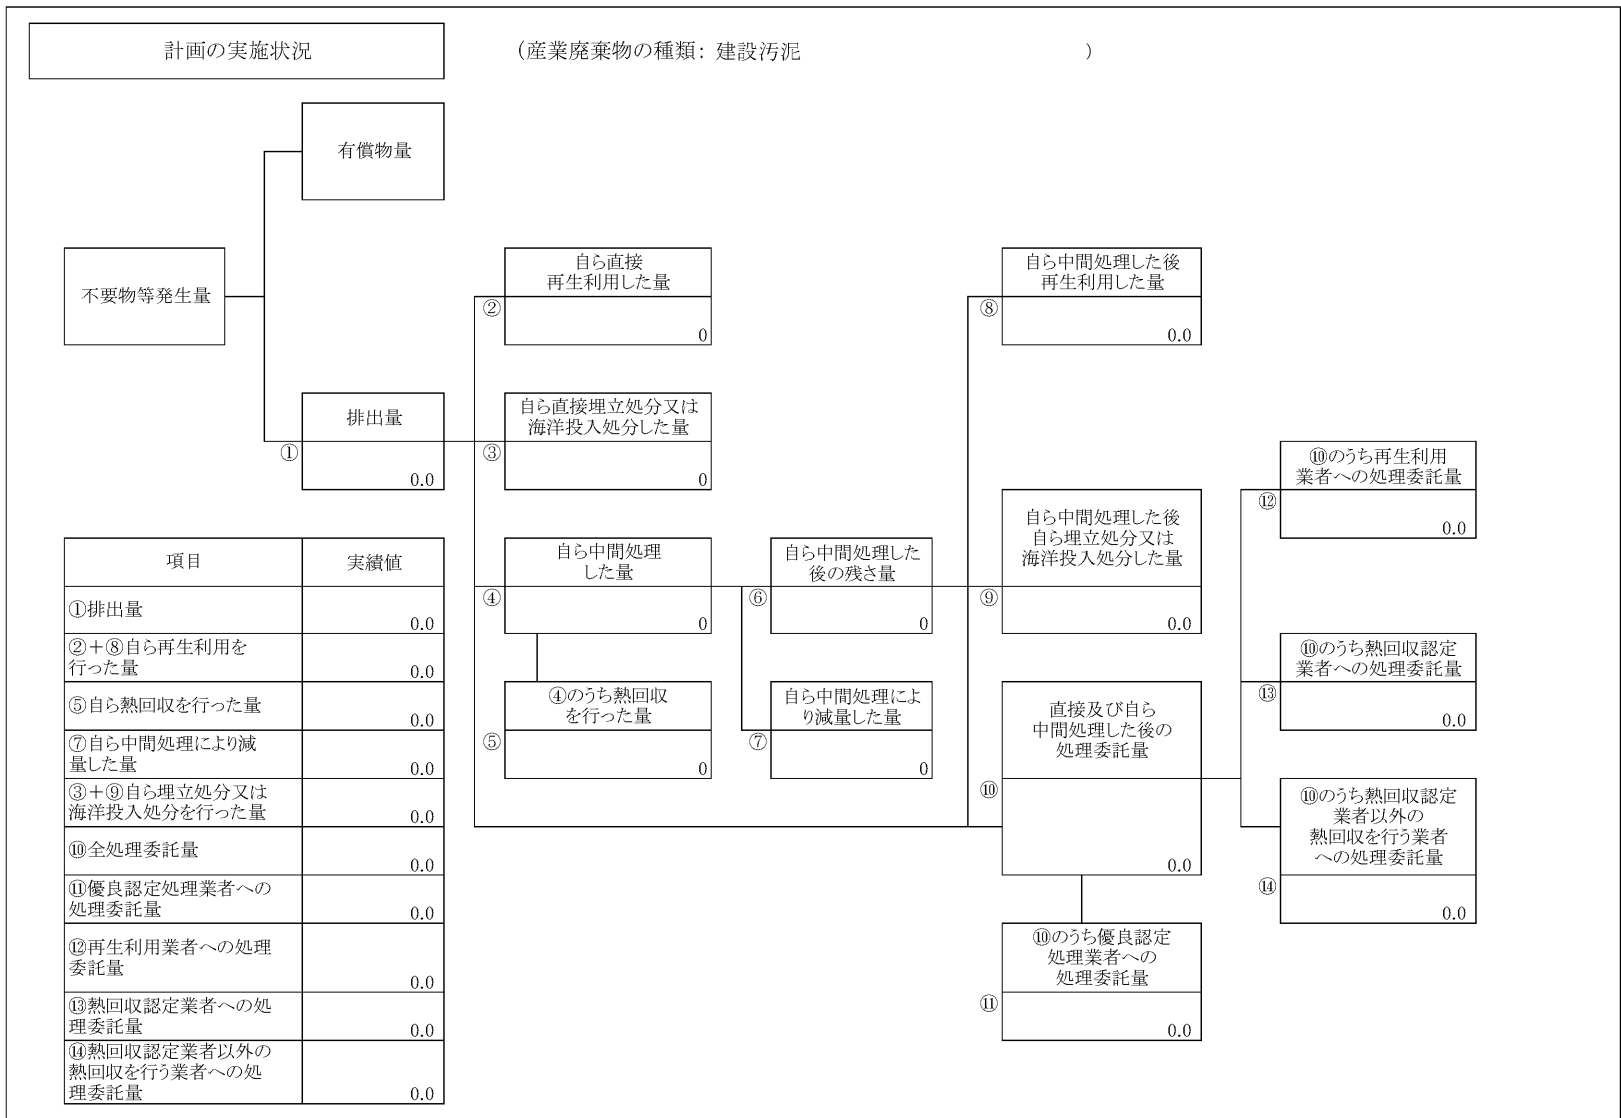 計画の実施状況
（産業廃棄物の種類： 建設汚泥　　　　　　）
有償物量
不要物等発生量
自ら直接
再生利用した量
②
0
自ら中間処理した後
再生利用した量
⑧
0.0
排出量
①
0.0
自ら直接埋立処分又は
海洋投入処分した量
③
0
⑩のうち再生利用
業者への処理委託量
⑫
0.0
自ら中間処理した後
自ら埋立処分又は
海洋投入処分した量
⑨
0.0
自ら中間処理
した量
④
0
自ら中間処理した
後の残さ量
⑥
0
⑩のうち熱回収認定
業者への処理委託量
⑬
0.0
④のうち熱回収
を行った量
⑤
0
自ら中間処理によ
り減量した量
⑦
0
直接及び自ら
中間処理した後の
処理委託量
⑩
0.0
⑩のうち熱回収認定
業者以外の
熱回収を行う業者
への処理委託量
⑭
0.0
⑩のうち優良認定
処理業者への
処理委託量
⑪
0.0
項目 実績値
①排出量
0.0
②＋⑧自ら再生利用を
行った量
0.0
⑤自ら熱回収を行った量
0.0
⑦自ら中間処理により減
量した量
0.0
③＋⑨自ら埋立処分又は
海洋投入処分を行った量
0.0
⑩全処理委託量
0.0
⑪優良認定処理業者への
処理委託量
0.0
⑫再生利用業者への処理
委託量
0.0
⑬熱回収認定業者への処
理委託量
0.0
⑭熱回収認定業者以外の
熱回収を行う業者への処
理委託量
0.0